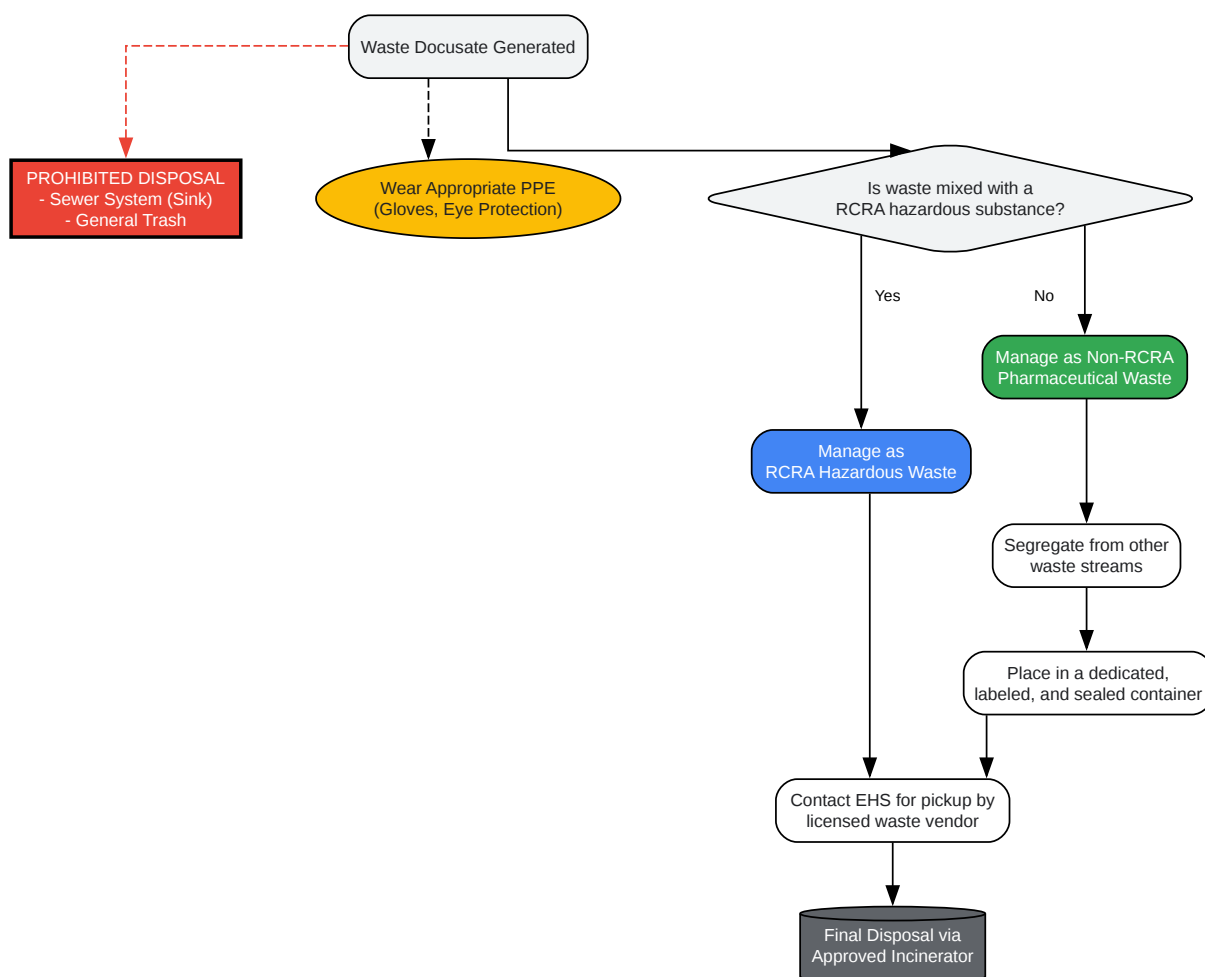 Waste Docusate Generated
PROHIBITED DISPOSAL
- Sewer System (Sink)
- General Trash
Wear Appropriate PPE
(Gloves, Eye Protection)
Is waste mixed with a
RCRA hazardous substance?
Yes
No
Manage as Non-RCRA
Pharmaceutical Waste
Manage as
RCRA Hazardous Waste
Segregate from other
waste streams
Place in a dedicated,
labeled, and sealed container
Contact EHS for pickup by
licensed waste vendor
Final Disposal via
Approved Incinerator